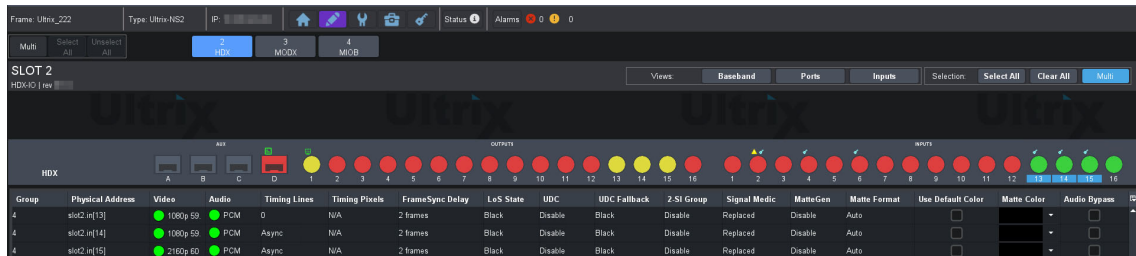 Frame: Ultrix_222 Type: Ultrix-NS2 IP: Status Alarms 0 0
Multi Select All Unselect All 2 HDX 3 MODX 4 MIOB
SLOT 2
HDX-IO | rev
Views: Baseband Ports Inputs Selection: Select All Clear All Multi
Ultrix Ultrix Ultrix Ultrix
AUX OUTPUTS INPUTS
HDX
A B C D 1 2 3 4 5 6 7 8 9 10 11 12 13 14 15 16 1 2 3 4 5 6 7 8 9 10 11 12 13 14 15 16
Group Physical Address Video Audio Timing Lines Timing Pixels FrameSync Delay LoS State UDC UDC Fallback 2-SI Group Signal Medic MatteGen Matte Format Use Default Color Matte Color Audio Bypass
4 slot2.in[13] 1080p 59. PCM 0 N/A 2 frames Black Disable Black Disable Replaced Disable Auto
4 slot2.in[14] 1080p 59. PCM Async N/A 2 frames Black Disable Black Disable Replaced Disable Auto
4 slot2.in[15] 2160p 60 PCM Async N/A 2 frames Black Disable Black Disable Replaced Disable Auto